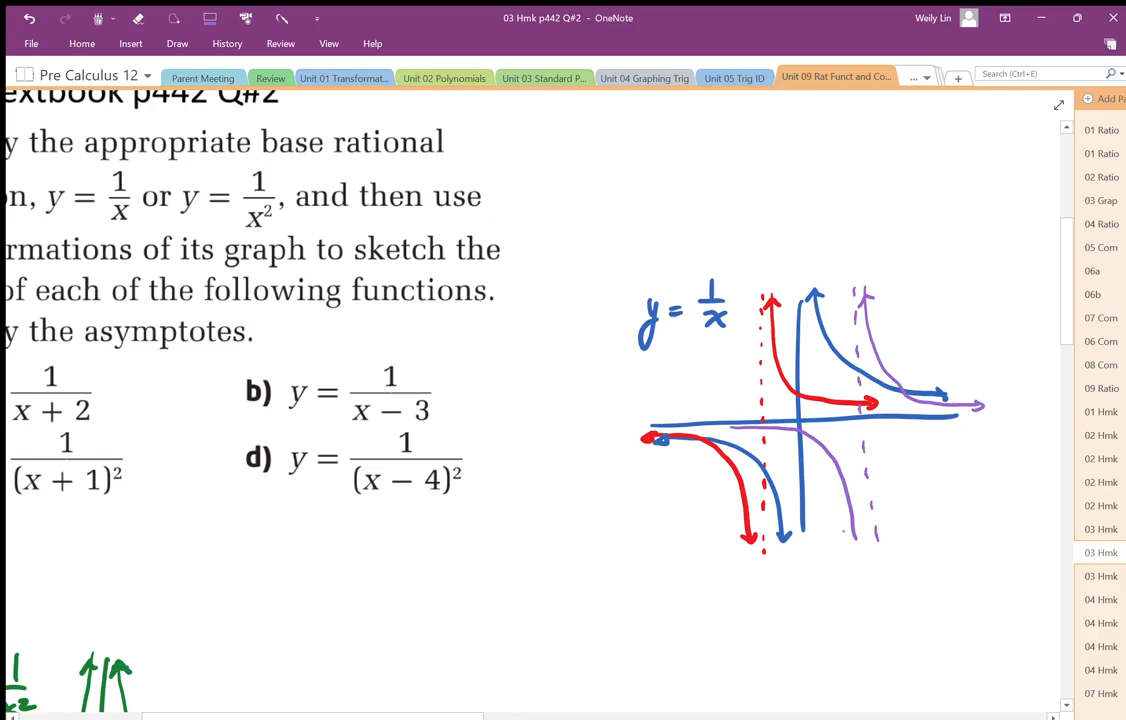 03 Hmk p442 Q#2 - OneNote
Weily Lin
File Home Insert Draw History Review View Help
Pre Calculus 12
Parent Meeting
Review
Unit 01 Transformat...
Unit 02 Polynomials
Unit 03 Standard P...
Unit 04 Graphing Trig
Unit 05 Trig ID
Unit 09 Rat Funct and Co...
...
Search (Ctrl+E)
Add Pa
extbook p442 Q#2
y the appropriate base rational
n, y = 1/x or y = 1/x², and then use
rmations of its graph to sketch the
of each of the following functions.
y the asymptotes.
1/(x + 2)
b) y = 1/(x − 3)
1/(x + 1)²
d) y = 1/(x − 4)²
y = 1/x
01 Ratio
01 Ratio
02 Ratio
03 Grap
04 Ratio
05 Com
06a
06b
07 Com
06 Com
08 Com
09 Ratio
01 Hmk
02 Hmk
02 Hmk
02 Hmk
02 Hmk
03 Hmk
03 Hmk
03 Hmk
04 Hmk
04 Hmk
04 Hmk
04 Hmk
07 Hmk